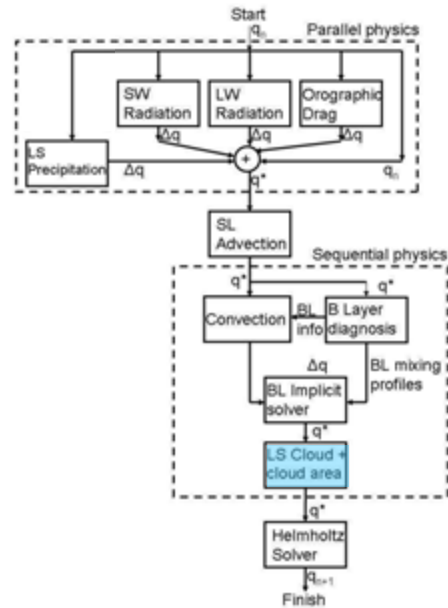 Start
qn
Parallel physics
SW
Radiation
LW
Radiation
Orographic
Drag
Δq
Δq
Δq
LS
Precipitation
Δq
+
qn
q*
SL
Advection
Sequential physics
q*
q*
Convection
BL
info
B Layer
diagnosis
Δq
BL mixing
profiles
BL Implicit
solver
q*
LS Cloud +
cloud area
q*
Helmholtz
Solver
qn+1
Finish